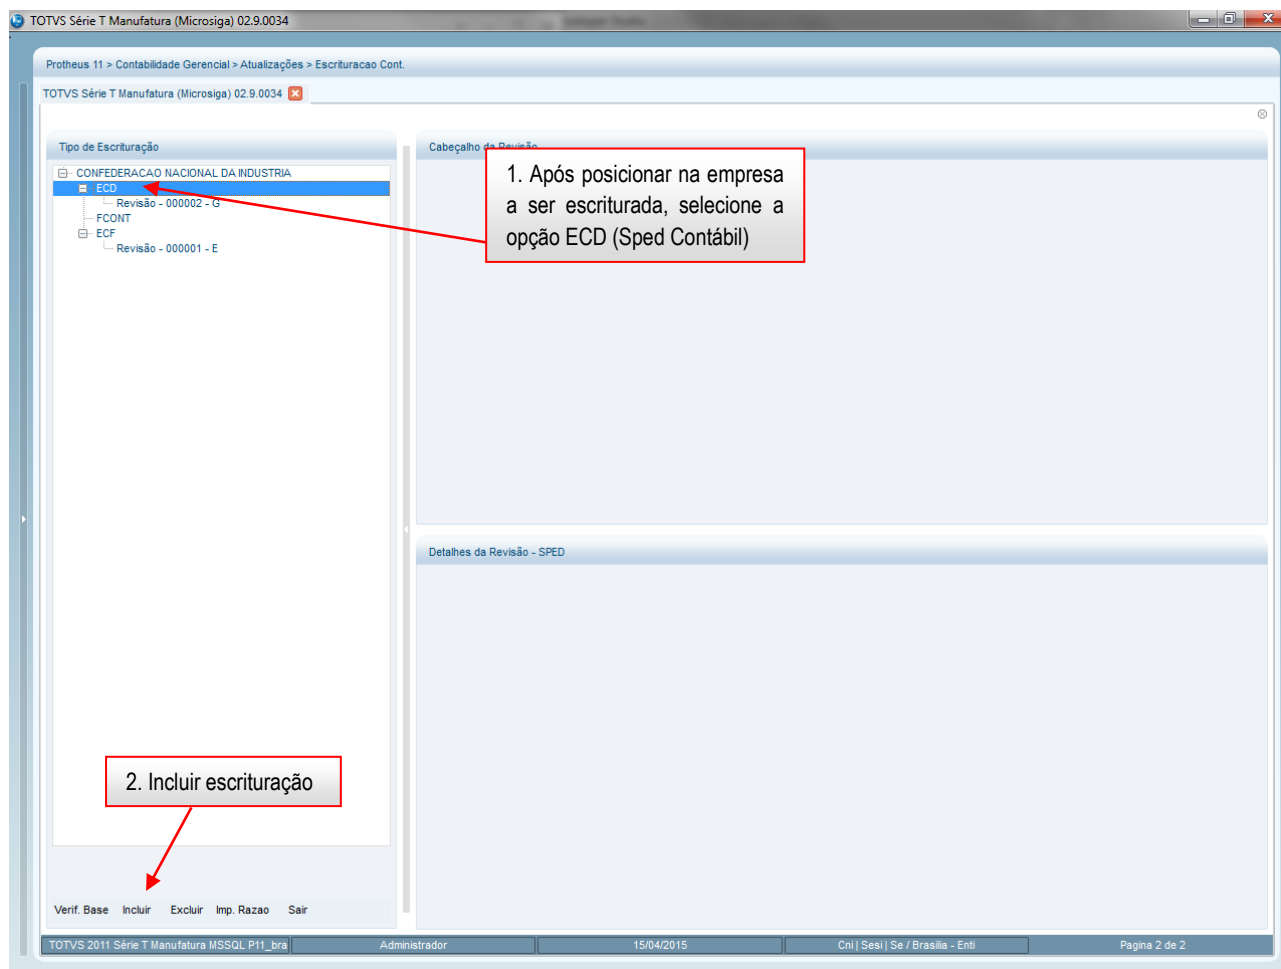 TOTVS Série T Manufatura (Microsiga) 02.9.0034
Protheus 11 > Contabilidade Gerencial > Atualizações > Escrituracao Cont.
TOTVS Série T Manufatura (Microsiga) 02.9.0034
Tipo de Escrituração
CONFEDERACAO NACIONAL DA INDUSTRIA
ECD
Revisão - 000002 - G
FCONT
ECF
Revisão - 000001 - E
Cabeçalho da Revisão
1. Após posicionar na empresa
a ser escriturada, selecione a
opção ECD (Sped Contábil)
Detalhes da Revisão - SPED
2. Incluir escrituração
Verif. Base Incluir Excluir Imp. Razao Sair
TOTVS 2011 Série T Manufatura MSSQL P11_bra Administrador 15/04/2015 Cni | Sesi | Se / Brasilia - Enti Pagina 2 de 2